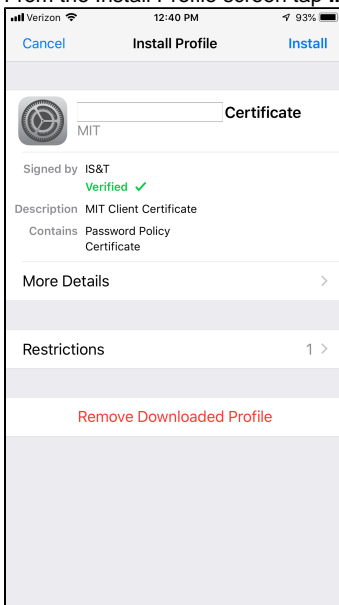 From the Install Profile screen tap
Verizon 12:40 PM 93%
Cancel Install Profile Install
Certificate
MIT
Signed by IS&T
Verified ✓
Description MIT Client Certificate
Contains Password Policy
Certificate
More Details
Restrictions 1
Remove Downloaded Profile